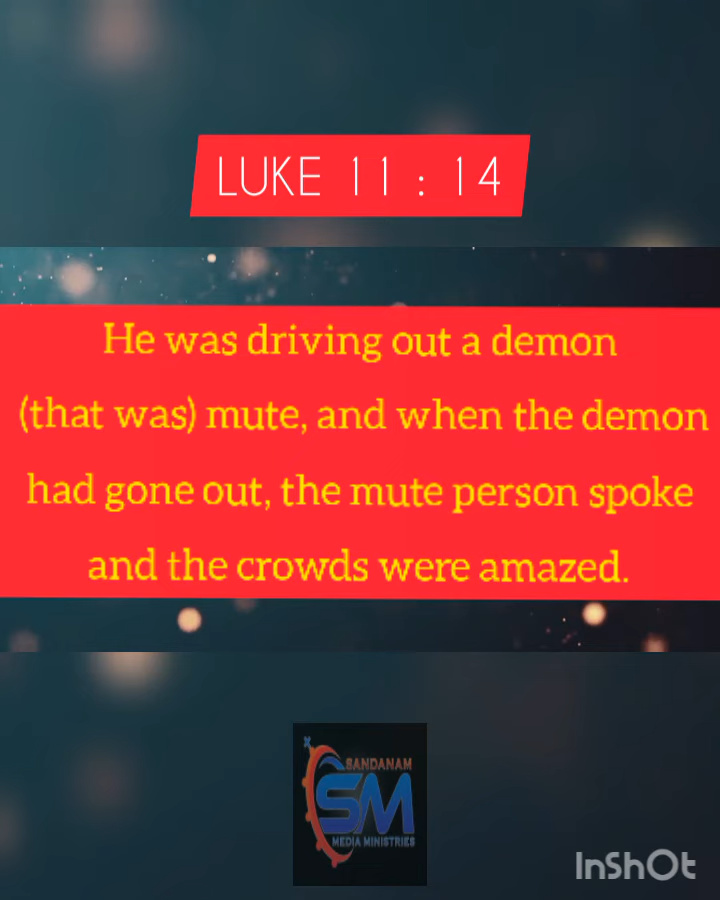 LUKE 11 : 14
He was driving out a demon
(that was) mute, and when the demon
had gone out, the mute person spoke
and the crowds were amazed.
SANDANAM
SM
MEDIA MINISTRIES
InShOt